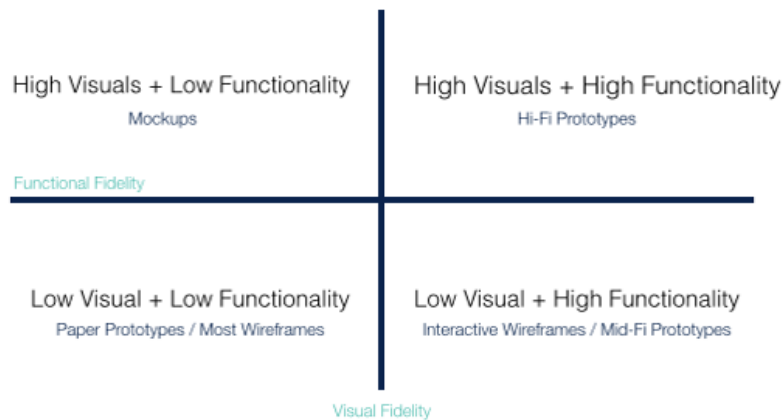 High Visuals + Low Functionality
Mockups
High Visuals + High Functionality
Hi-Fi Prototypes
Functional Fidelity
Low Visual + Low Functionality
Paper Prototypes / Most Wireframes
Low Visual + High Functionality
Interactive Wireframes / Mid-Fi Prototypes
Visual Fidelity